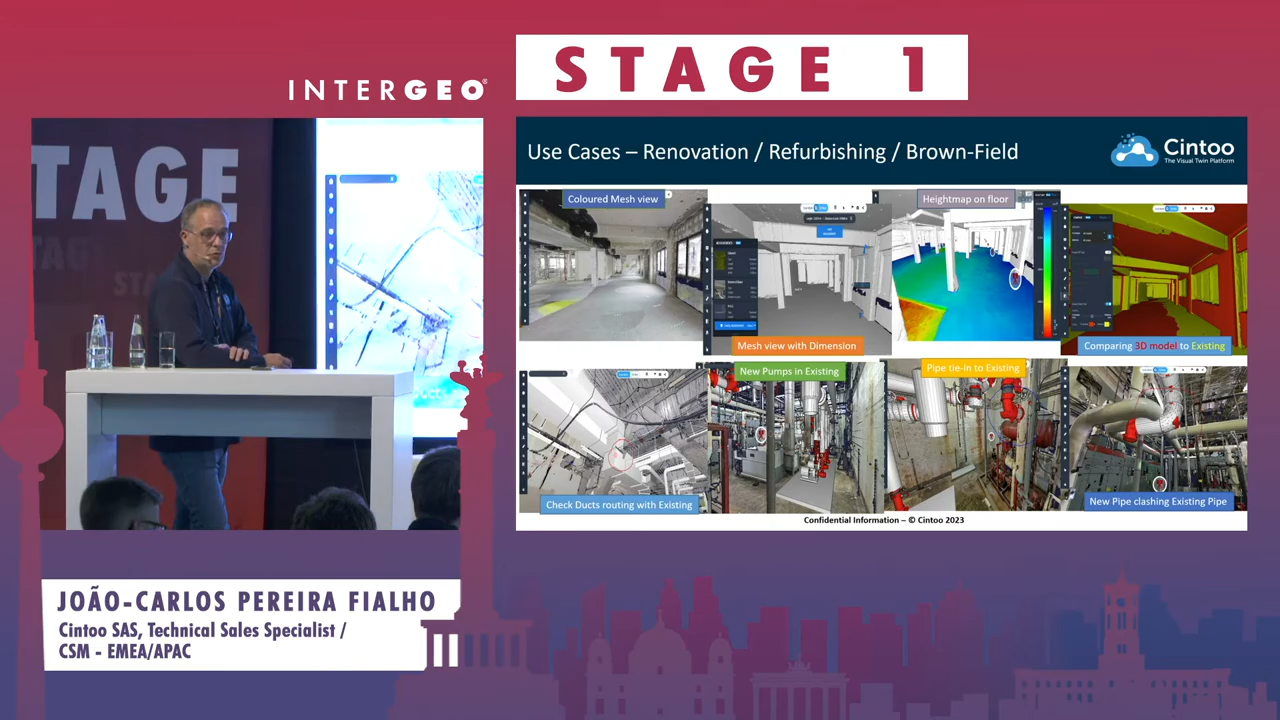 STAGE 1
INTERGEO®
TAGE
STA
Use Cases – Renovation / Refurbishing / Brown-Field
Cintoo
The Visual Twin Platform
Coloured Mesh view
Heightmap on floor
Mesh view with Dimension
Comparing 3D model to Existing
New Pumps in Existing
Pipe tie-In to Existing
Check Ducts routing with Existing
New Pipe clashing Existing Pipe
Confidential Information – © Cintoo 2023
JOÃO-CARLOS PEREIRA FIALHO
Cintoo SAS, Technical Sales Specialist /
CSM - EMEA/APAC